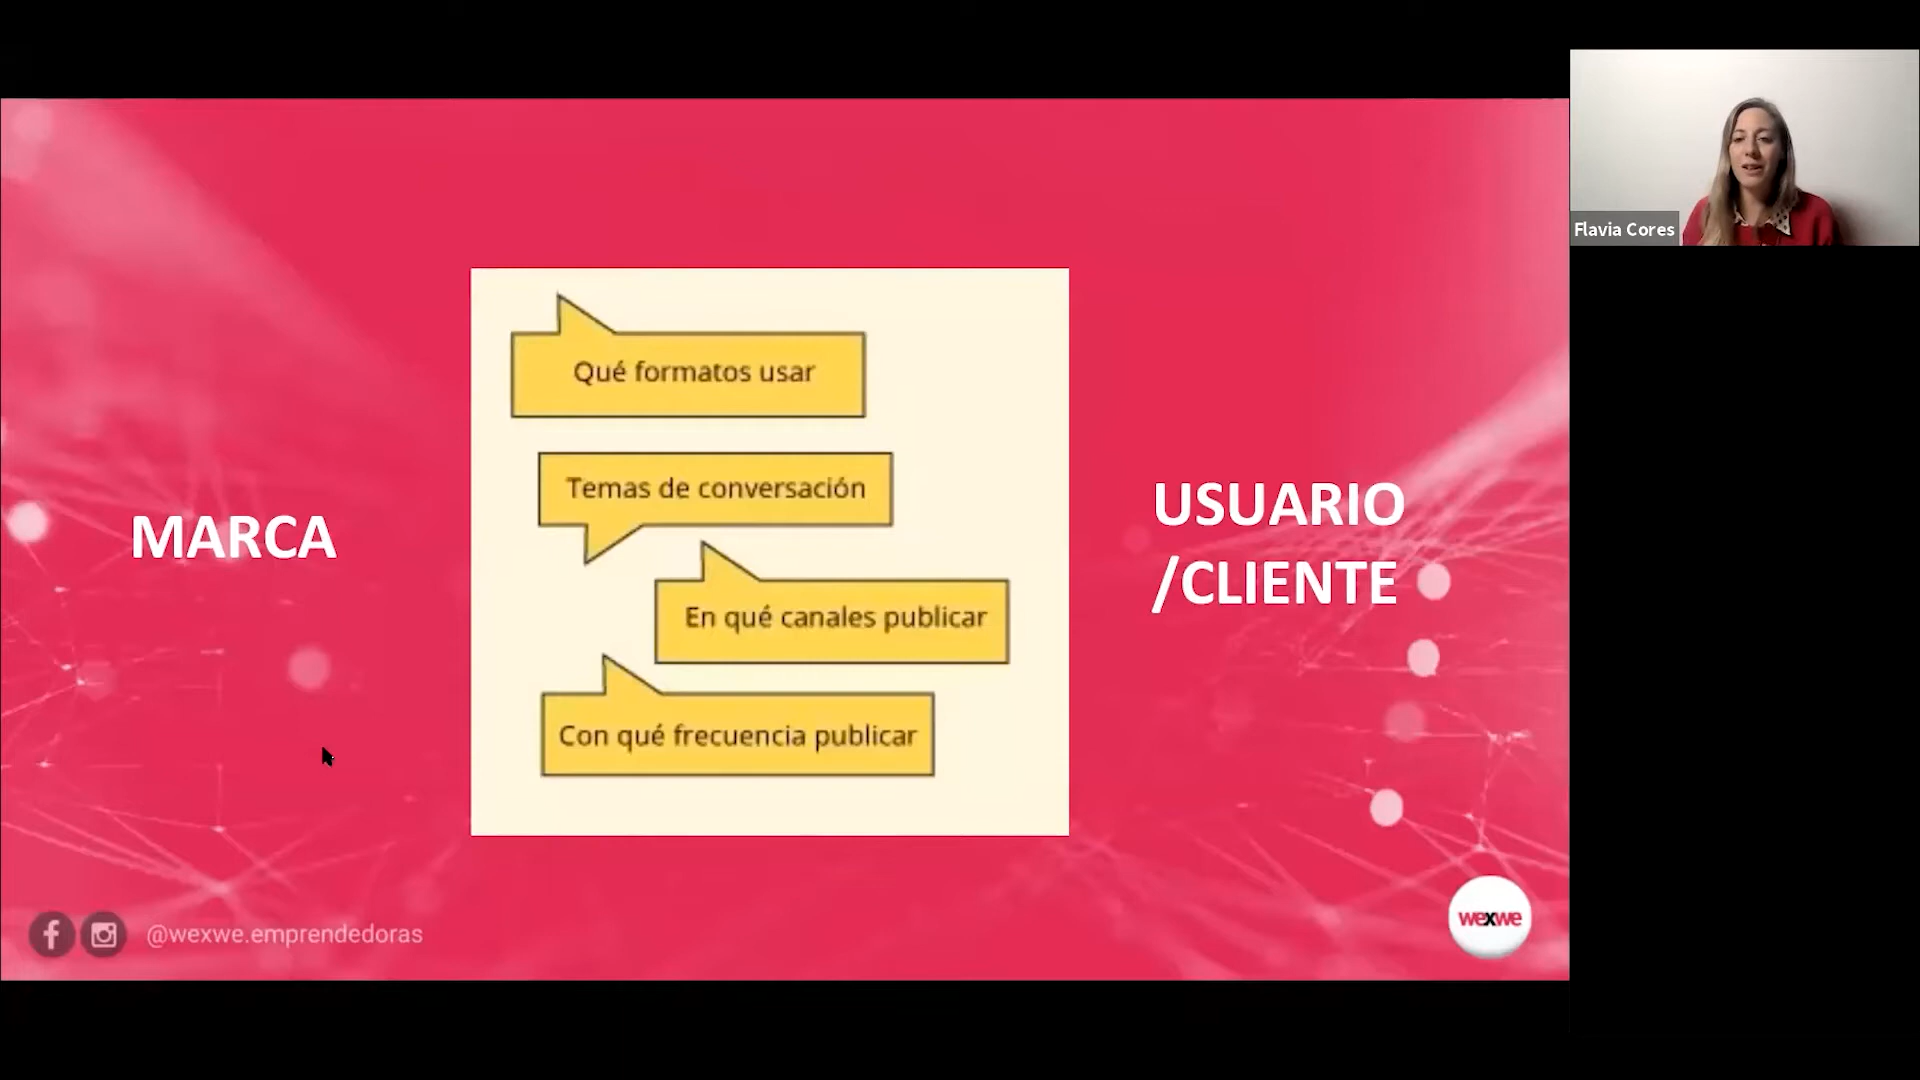 Flavia Cores
Qué formatos usar
Temas de conversación
En qué canales publicar
Con qué frecuencia publicar
MARCA
USUARIO
/CLIENTE
@wexwe.emprendedoras
wexwe